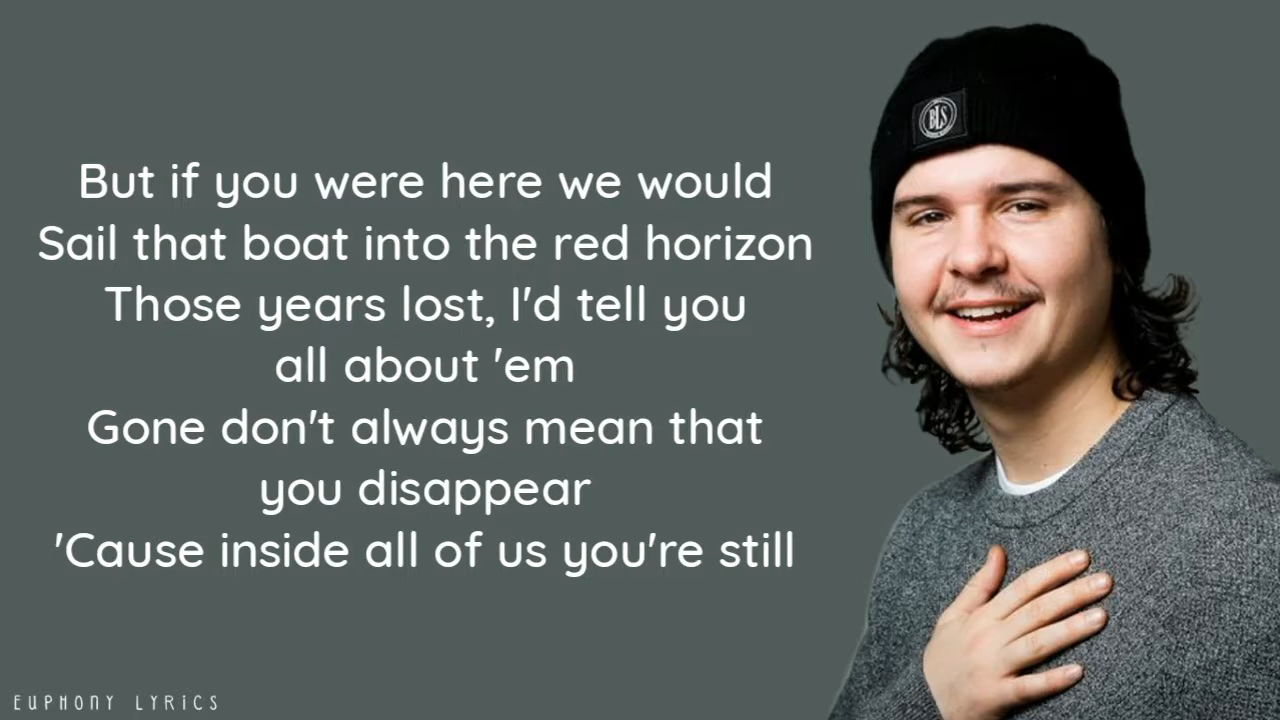 But if you were here we would
Sail that boat into the red horizon
Those years lost, I'd tell you
all about 'em
Gone don't always mean that
you disappear
'Cause inside all of us you're still
BLS
EUPHONY LYRICS